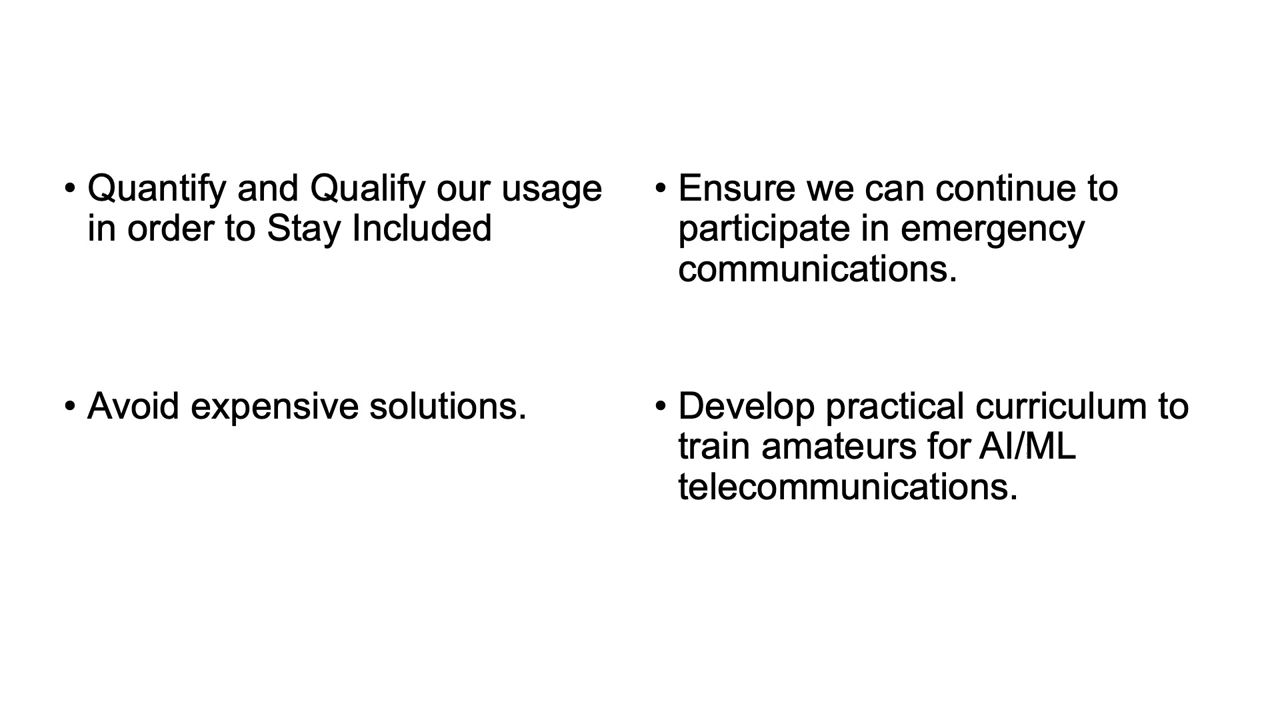 • Quantify and Qualify our usage
in order to Stay Included
• Ensure we can continue to
participate in emergency
communications.
• Avoid expensive solutions.
• Develop practical curriculum to
train amateurs for AI/ML
telecommunications.